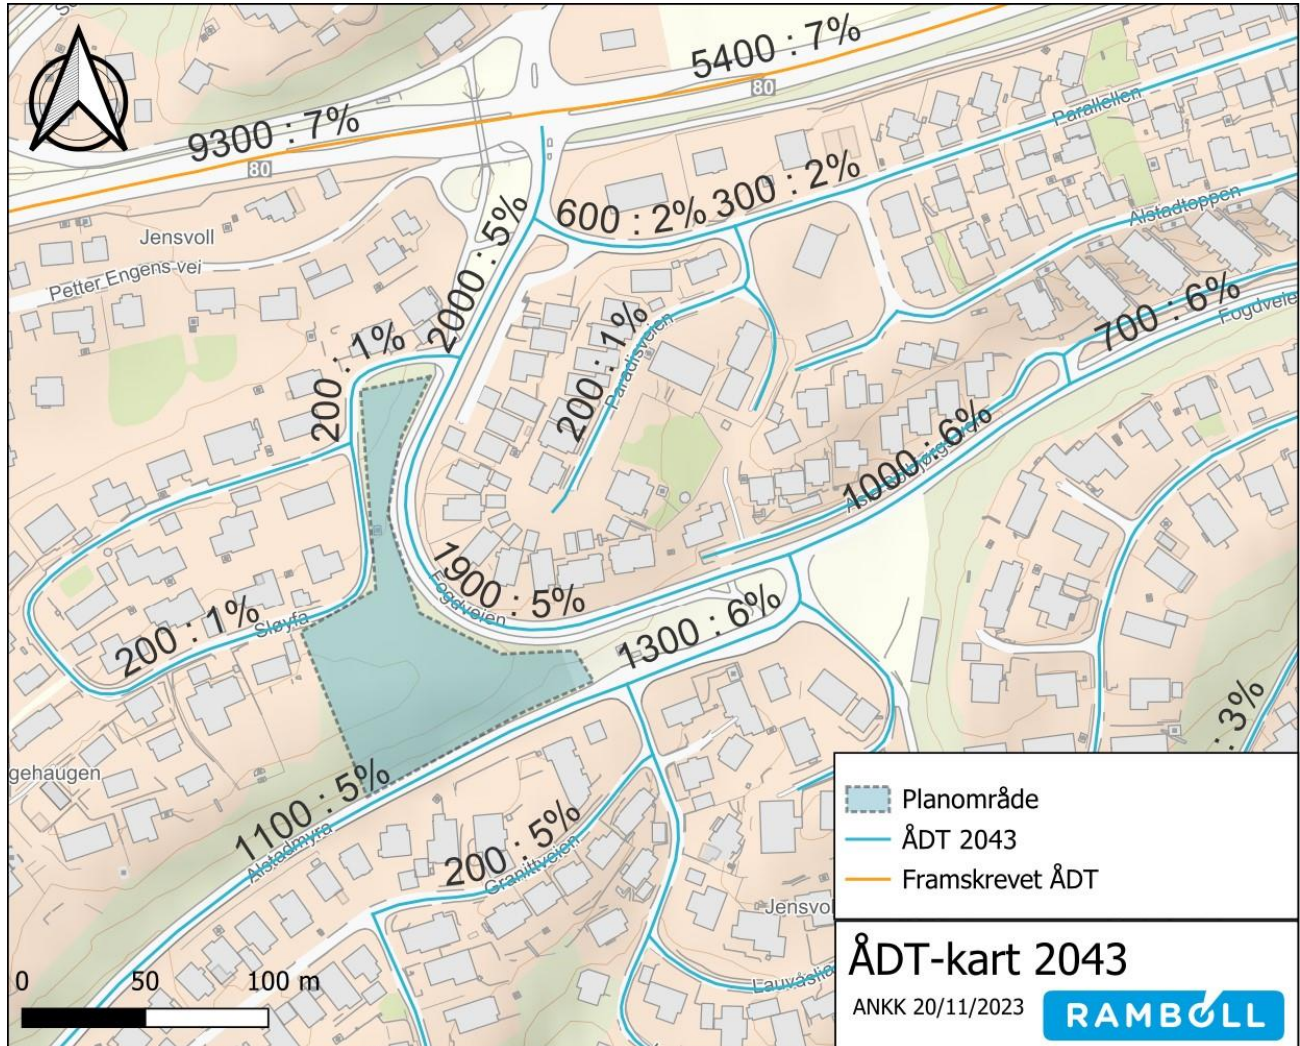 5400 : 7%
80
9300 : 7%
80
Parallellen
600 : 2%
300 : 2%
Alstadtoppen
Jensvoll
Petter Engens vei
2000 : 5%
700 : 6%
200 : 1%
200 : 1%
Paradisveien
1000 : 6%
1900 : 5%
Fogdveien
200 : 1%
Sløyfa
1300 : 6%
: 3%
gehaugen
1100 : 5%
Alstadmyra
200 : 5%
Granittveien
Planområde
ÅDT 2043
Framskrevet ÅDT
Jensvol
Lauvåslia
0 50 100 m
ÅDT-kart 2043
ANKK 20/11/2023
RAMBOLL